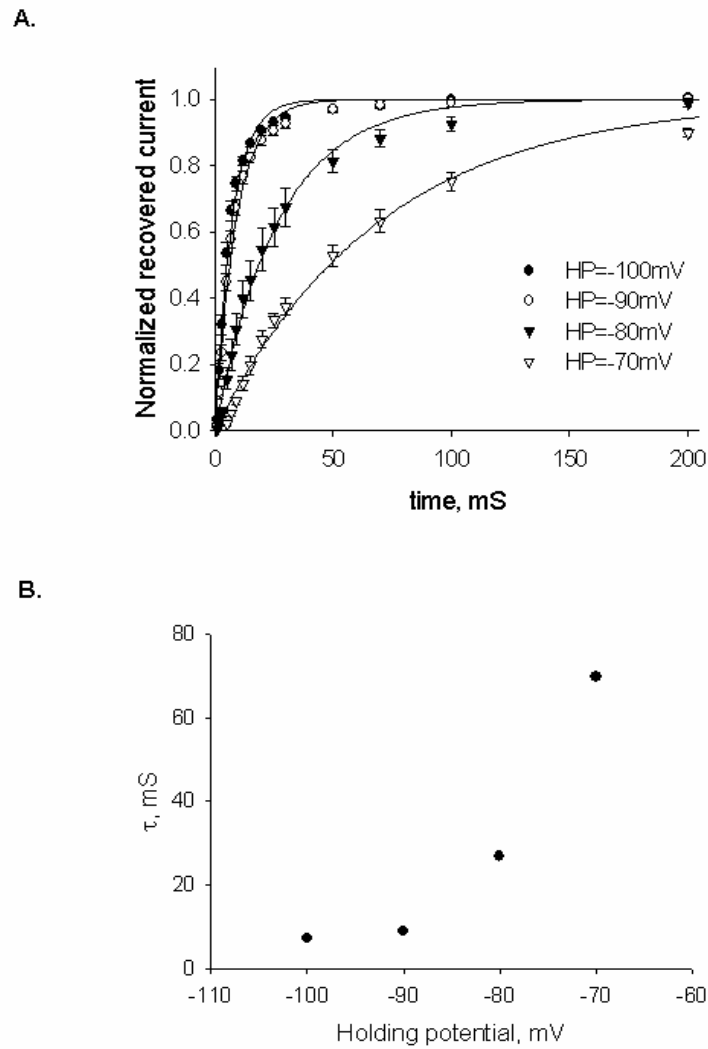 A.
Normalized recovered current
1.0
0.8
0.6
0.4
0.2
0.0
HP=-100mV
HP=-90mV
HP=-80mV
HP=-70mV
0 50 100 150 200
time, mS
B.
τ, mS
80
60
40
20
0
-110 -100 -90 -80 -70 -60
Holding potential, mV